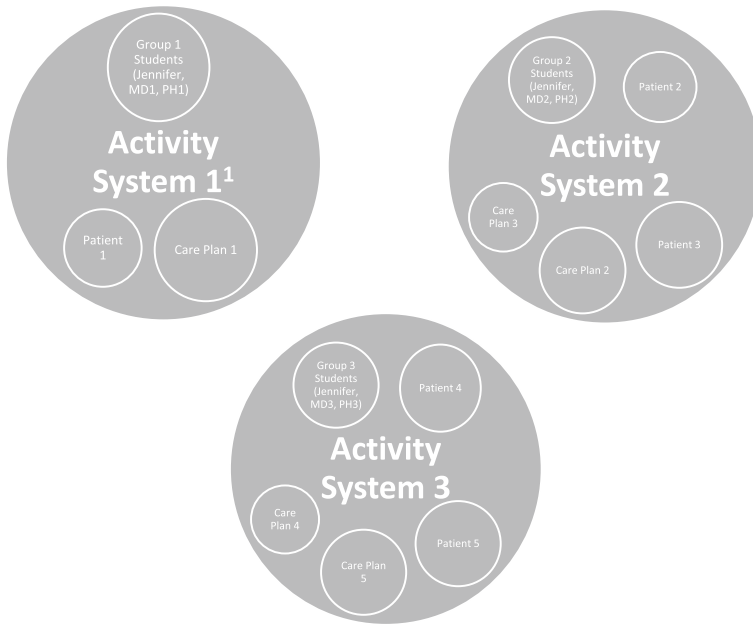 Group 1
Students
(Jennifer,
MD1, PH1)
Activity
System 1¹
Patient
1
Care Plan 1
Group 2
Students
(Jennifer,
MD2, PH2)
Patient 2
Activity
System 2
Care
Plan 3
Patient 3
Care Plan 2
Group 3
Students
(Jennifer,
MD3, PH3)
Patient 4
Activity
System 3
Care
Plan 4
Patient 5
Care Plan
5